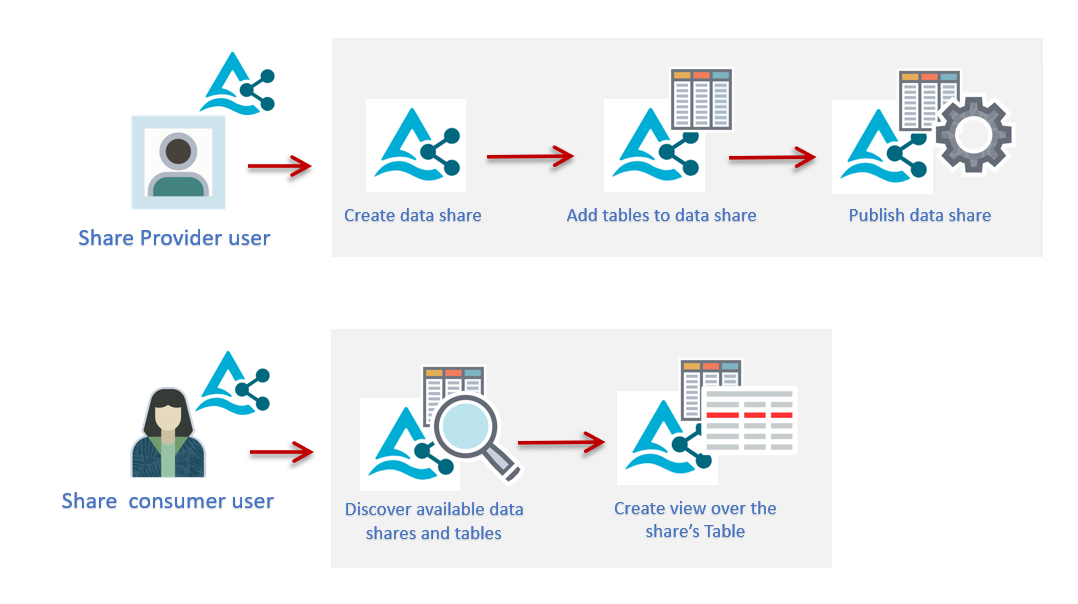 Create data share
Add tables to data share
Publish data share
Share Provider user
Discover available data
shares and tables
Create view over the
share's Table
Share  consumer user